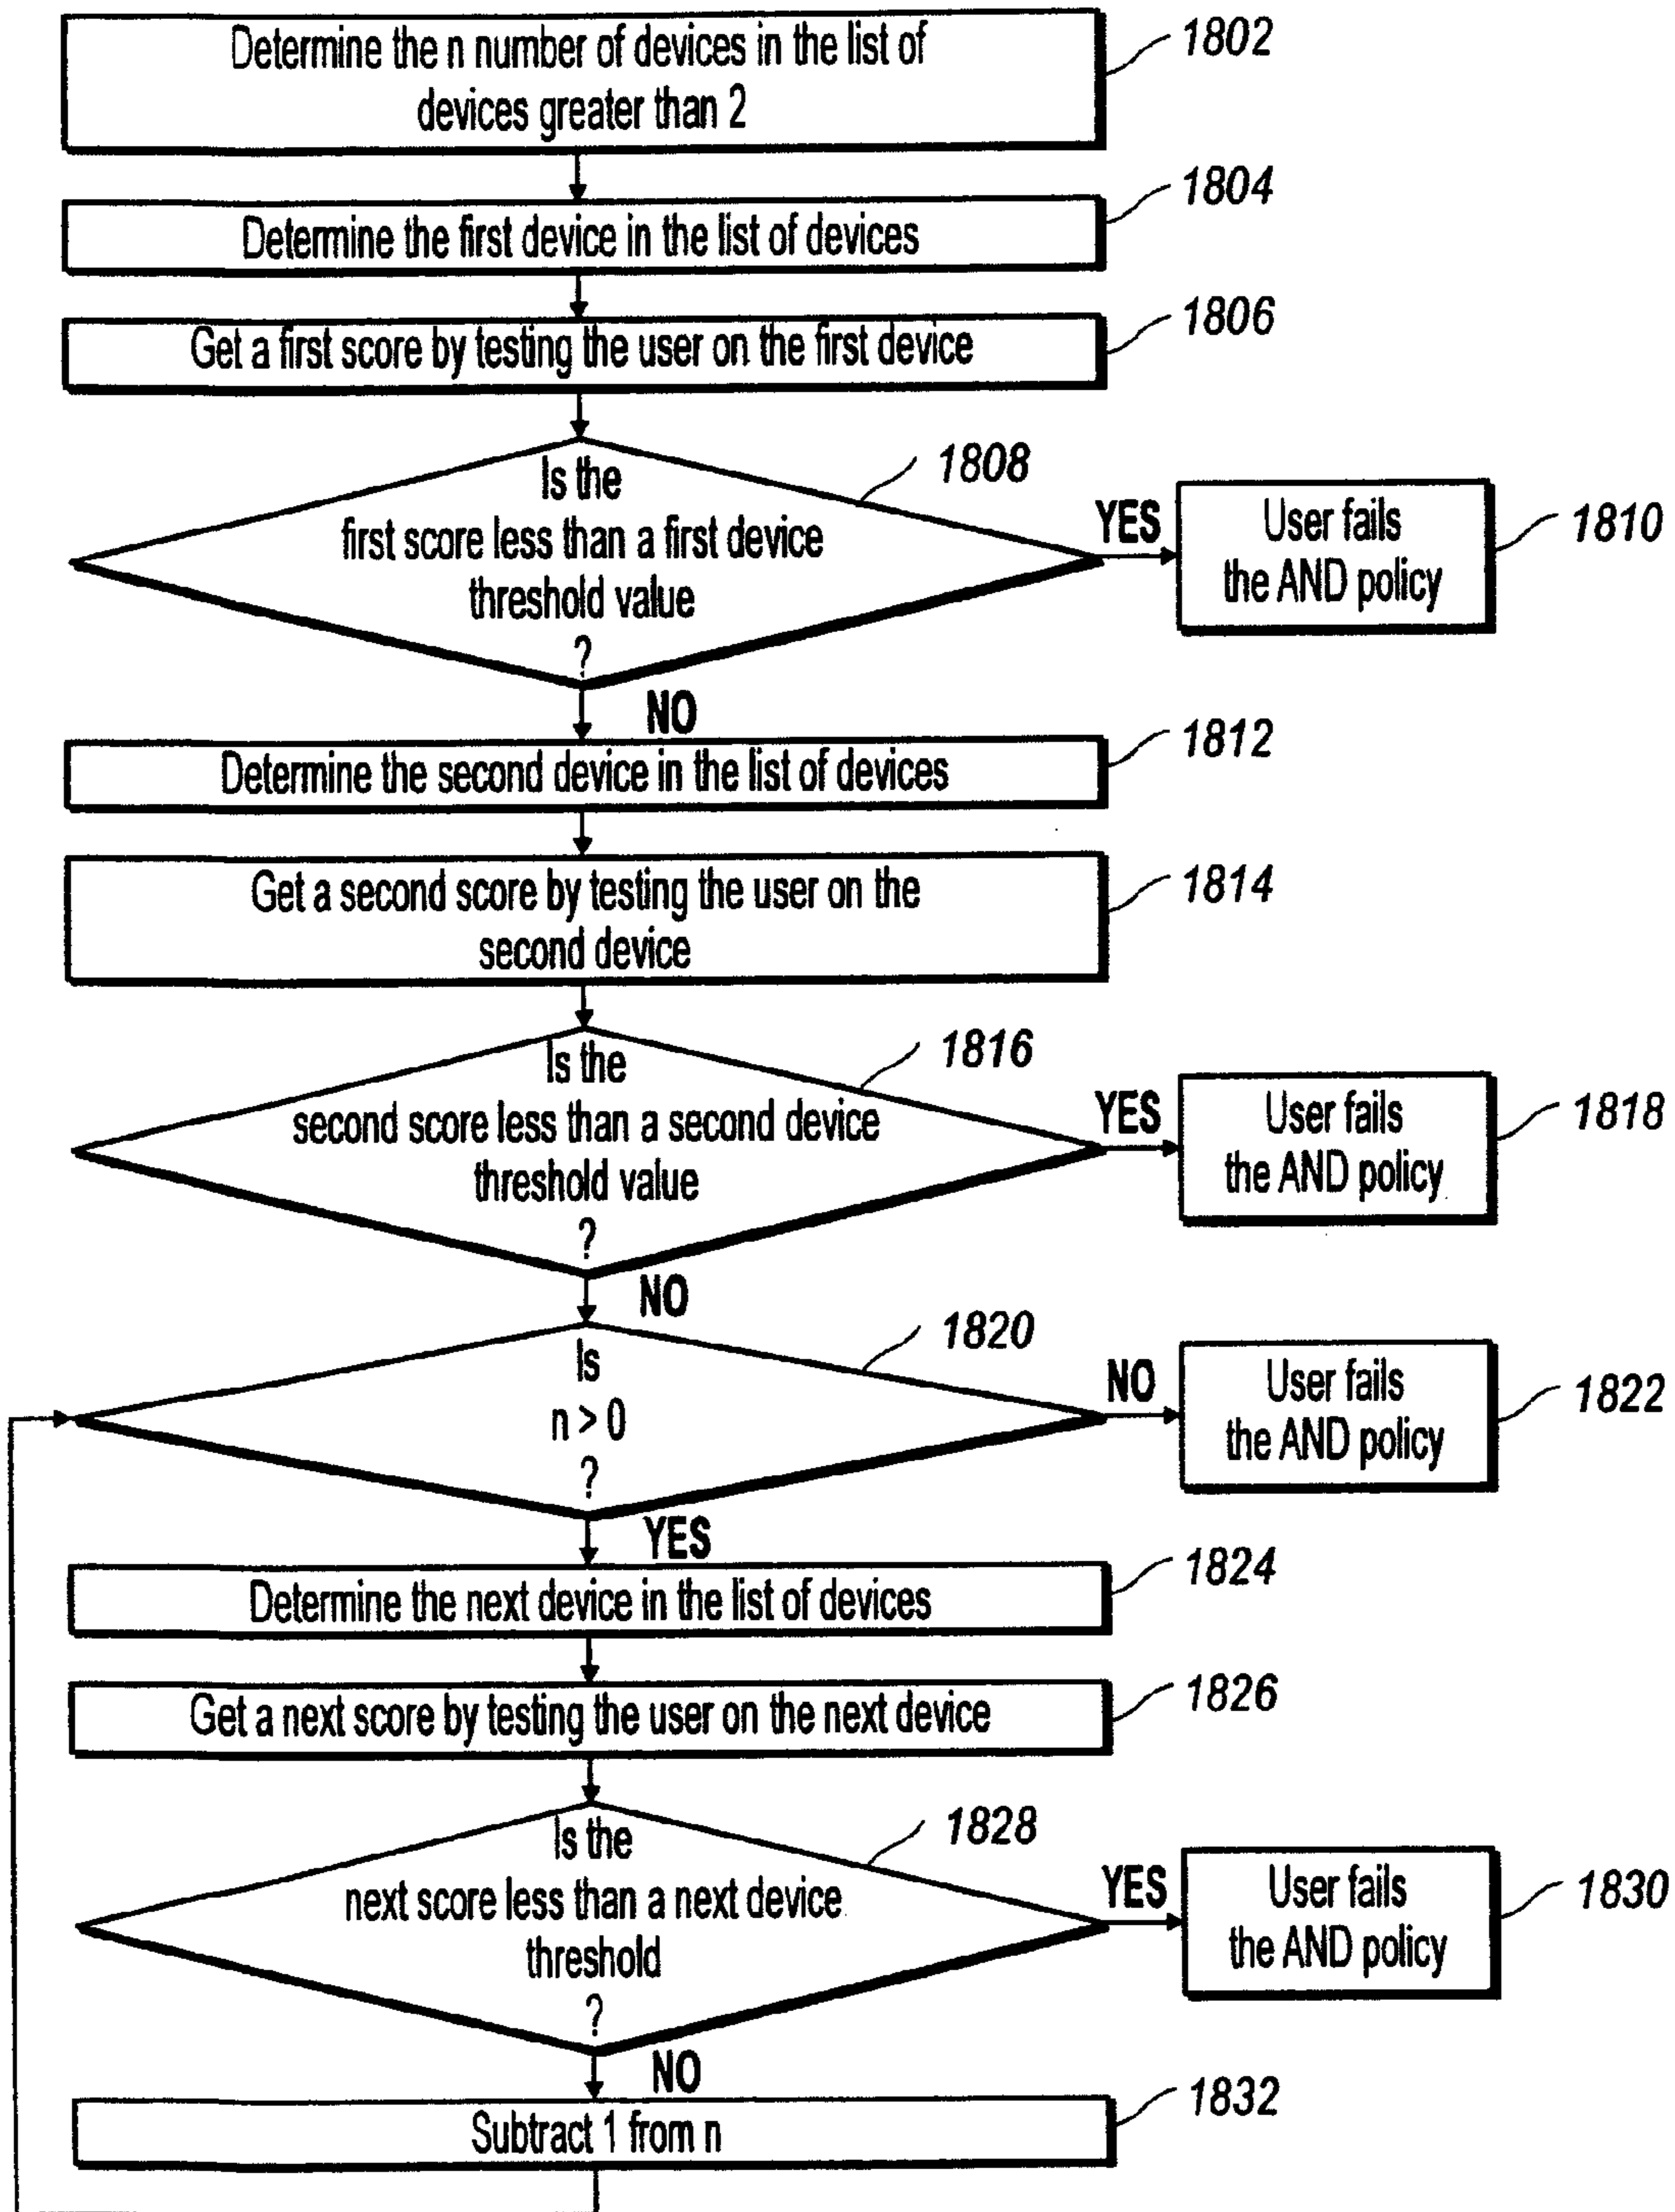 Determine the n number of devices in the list of
devices greater than 2
1802
Determine the first device in the list of devices
1804
Get a first score by testing the user on the first device
1806
Is the
first score less than a first device
threshold value
?
1808
YES
User fails
the AND policy
1810
NO
Determine the second device in the list of devices
1812
Get a second score by testing the user on the
second device
1814
Is the
second score less than a second device
threshold value
?
1816
YES
User fails
the AND policy
1818
NO
Is
n > 0
?
1820
NO
User fails
the AND policy
1822
YES
Determine the next device in the list of devices
1824
Get a next score by testing the user on the next device
1826
Is the
next score less than a next device
threshold
?
1828
YES
User fails
the AND policy
1830
NO
Subtract 1 from n
1832